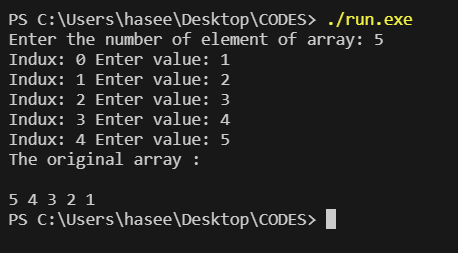 PS C:\Users\hasee\Desktop\CODES> ./run.exe
Enter the number of element of array: 5
Indux: 0 Enter value: 1
Indux: 1 Enter value: 2
Indux: 2 Enter value: 3
Indux: 3 Enter value: 4
Indux: 4 Enter value: 5
The original array :
5 4 3 2 1
PS C:\Users\hasee\Desktop\CODES>